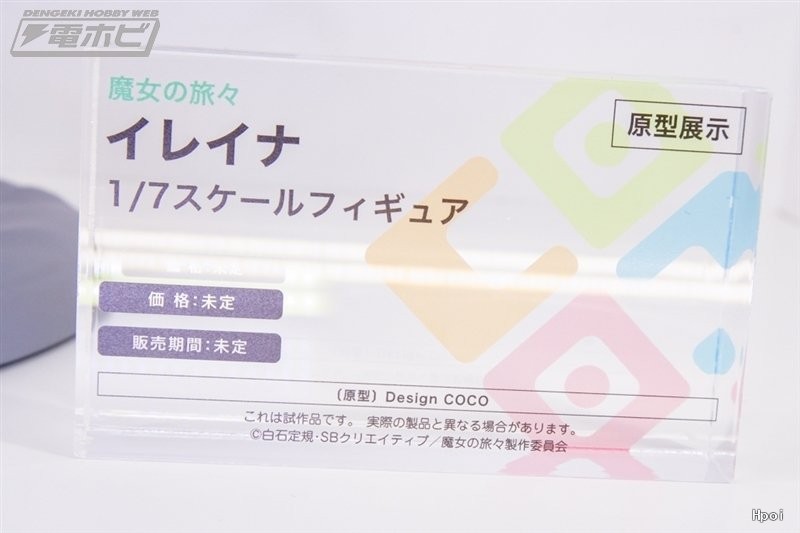 DENGEKI HOBBY WEB
電ホビ
魔女の旅々
イレイナ
原型展示
1/7スケールフィギュア
価 格:未定
販売期間:未定
〔原型〕Design COCO
これは試作品です。 実際の製品と異なる場合があります。
©白石定規・SBクリエイティブ/魔女の旅々製作委員会
Hpoi